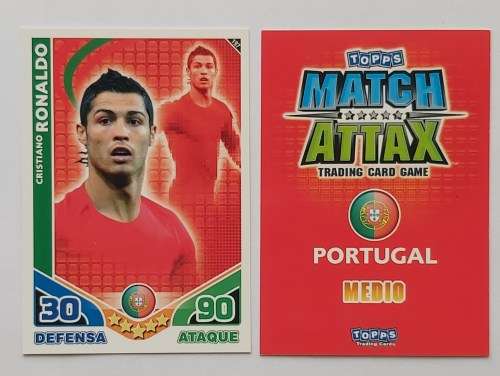 CRISTIANO RONALDO
30
DEFENSA
90
ATAQUE
TOPPS
MATCH
ATTAX
TRADING CARD GAME
PORTUGAL
MEDIO
TOPPS
Trading Cards